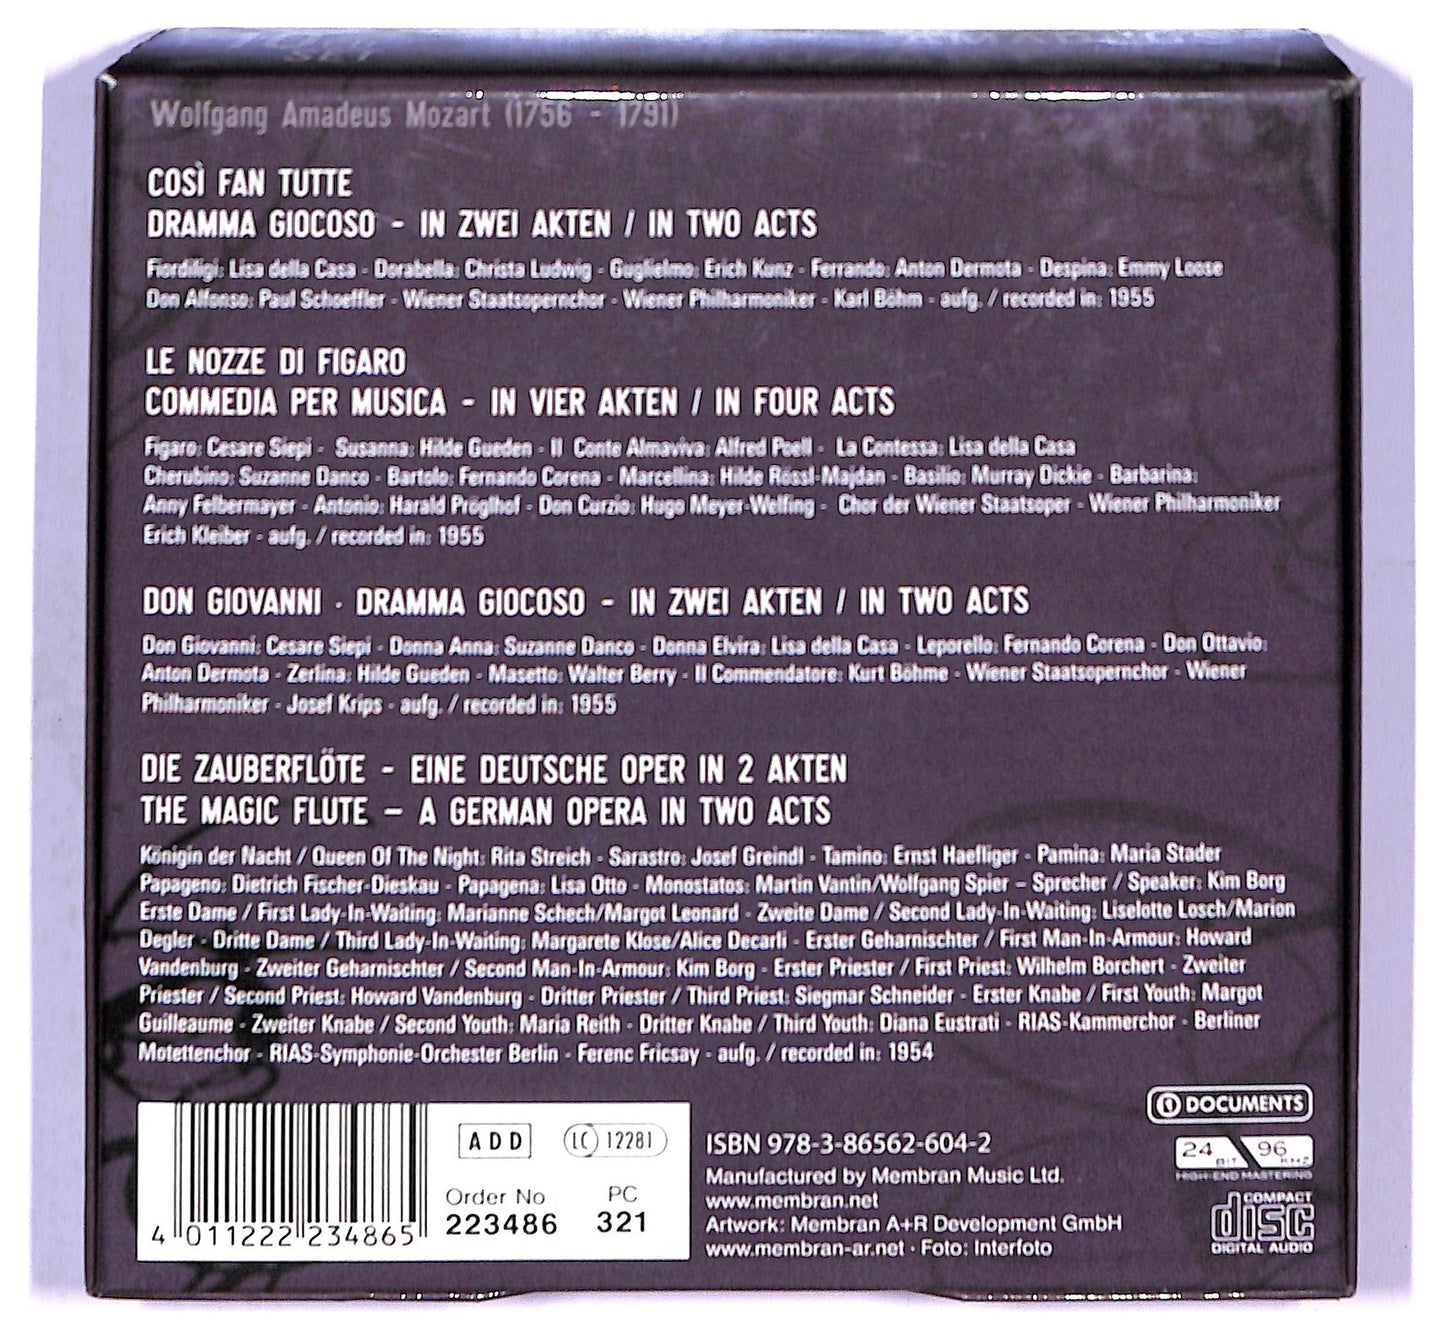 Wolfgang Amadeus Mozart (1756 - 1791)
COSÌ FAN TUTTE
DRAMMA GIOCOSO - IN ZWEI AKTEN / IN TWO ACTS
Fiordiligi: Lisa della Casa - Dorabella: Christa Ludwig - Guglielmo: Erich Kunz - Ferrando: Anton Dermota - Despina: Emmy Loose
Don Alfonso: Paul Schoeffler - Wiener Staatsopernchor - Wiener Philharmoniker - Karl Böhm - aufg. / recorded in: 1955
LE NOZZE DI FIGARO
COMMEDIA PER MUSICA - IN VIER AKTEN / IN FOUR ACTS
Figaro: Cesare Siepi - Susanna: Hilde Gueden - Il Conte Almaviva: Alfred Poell - La Contessa: Lisa della Casa
Cherubino: Suzanne Danco - Bartolo: Fernando Corena - Marcellina: Hilde Rössl-Majdan - Basilio: Murray Dickie - Barbarina:
Anny Felbermayer - Antonio: Harald Pröglhof - Don Curzio: Hugo Meyer-Welfing - Chor der Wiener Staatsoper - Wiener Philharmoniker
Erich Kleiber - aufg. / recorded in: 1955
DON GIOVANNI · DRAMMA GIOCOSO - IN ZWEI AKTEN / IN TWO ACTS
Don Giovanni: Cesare Siepi - Donna Anna: Suzanne Danco - Donna Elvira: Lisa della Casa - Leporello: Fernando Corena - Don Ottavio:
Anton Dermota - Zerlina: Hilde Gueden - Masetto: Walter Berry - Il Commendatore: Kurt Böhme - Wiener Staatsopernchor - Wiener
Philharmoniker - Josef Krips - aufg. / recorded in: 1955
DIE ZAUBERFLÖTE - EINE DEUTSCHE OPER IN 2 AKTEN
THE MAGIC FLUTE – A GERMAN OPERA IN TWO ACTS
Königin der Nacht / Queen Of The Night: Rita Streich - Sarastro: Josef Greindl - Tamino: Ernst Haefliger - Pamina: Maria Stader
Papageno: Dietrich Fischer-Dieskau - Papagena: Lisa Otto - Monostatos: Martin Vantin/Wolfgang Spier – Sprecher / Speaker: Kim Borg
Erste Dame / First Lady-In-Waiting: Marianne Schech/Margot Leonard - Zweite Dame / Second Lady-In-Waiting: Liselotte Losch/Marion
Degler - Dritte Dame / Third Lady-In-Waiting: Margarete Klose/Alice Decarli - Erster Geharnischter / First Man-In-Armour: Howard
Vandenburg - Zweiter Geharnischter / Second Man-In-Armour: Kim Borg - Erster Priester / First Priest: Wilhelm Borchert - Zweiter
Priester / Second Priest: Howard Vandenburg - Dritter Priester / Third Priest: Siegmar Schneider - Erster Knabe / First Youth: Margot
Guilleaume - Zweiter Knabe / Second Youth: Maria Reith - Dritter Knabe / Third Youth: Diana Eustrati - RIAS-Kammerchor - Berliner
Motettenchor - RIAS-Symphonie-Orchester Berlin - Ferenc Fricsay - aufg. / recorded in: 1954
4 011222 234865
ADD
LC 12281
Order No
223486
PC
321
ISBN 978-3-86562-604-2
Manufactured by Membran Music Ltd.
www.membran.net
Artwork: Membran A+R Development GmbH
www.membran-ar.net · Foto: Interfoto
DOCUMENTS
24 BIT 96 KHZ
HIGH-END MASTERING
COMPACT
disc
DIGITAL AUDIO